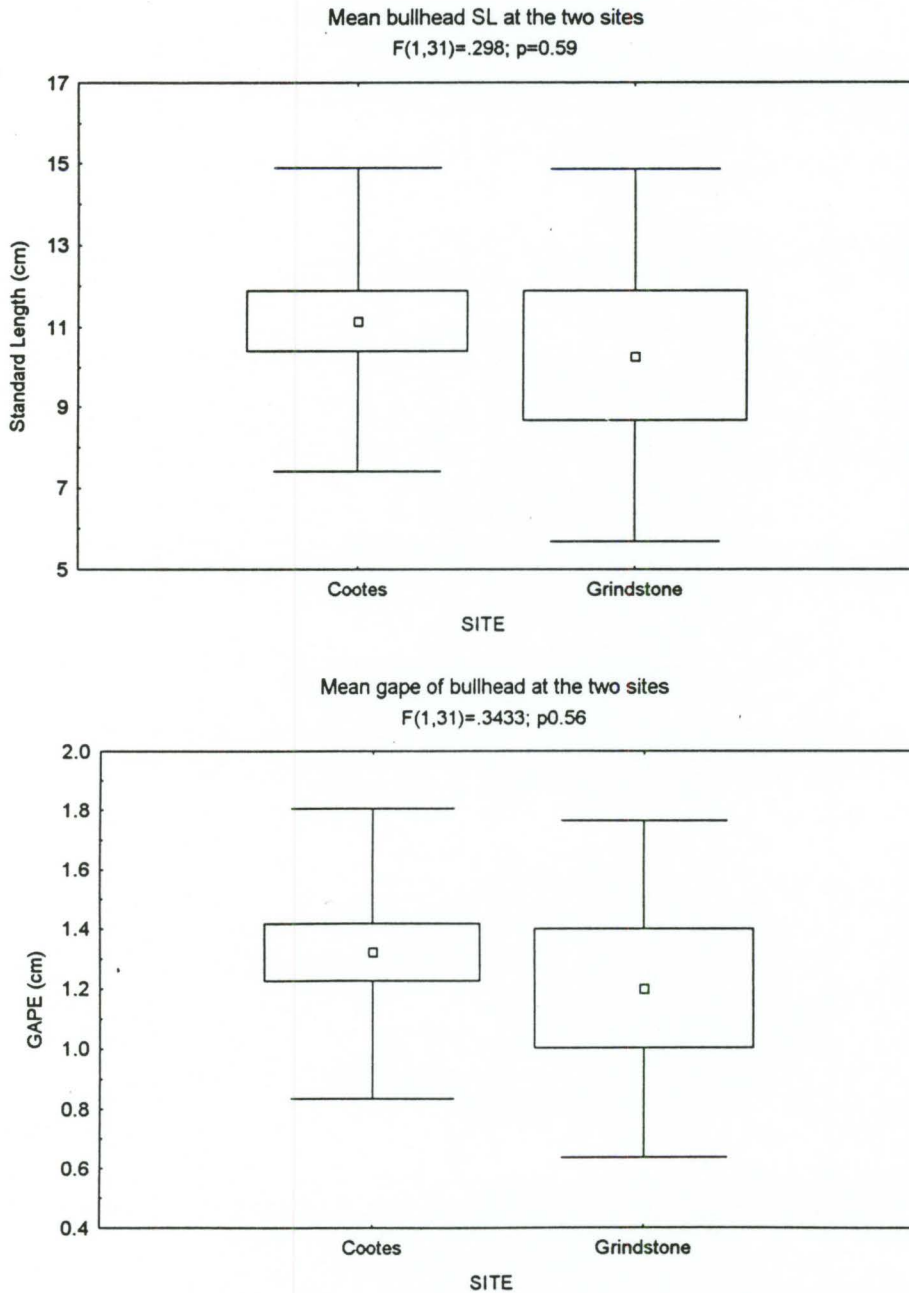 Mean bullhead SL at the two sites
F(1,31)=.298; p=0.59
17
15
13
11
9
7
5
Standard Length (cm)
Cootes Grindstone
SITE
Mean gape of bullhead at the two sites
F(1,31)=.3433; p0.56
2.0
1.8
1.6
1.4
1.2
1.0
0.8
0.6
0.4
GAPE (cm)
Cootes Grindstone
SITE